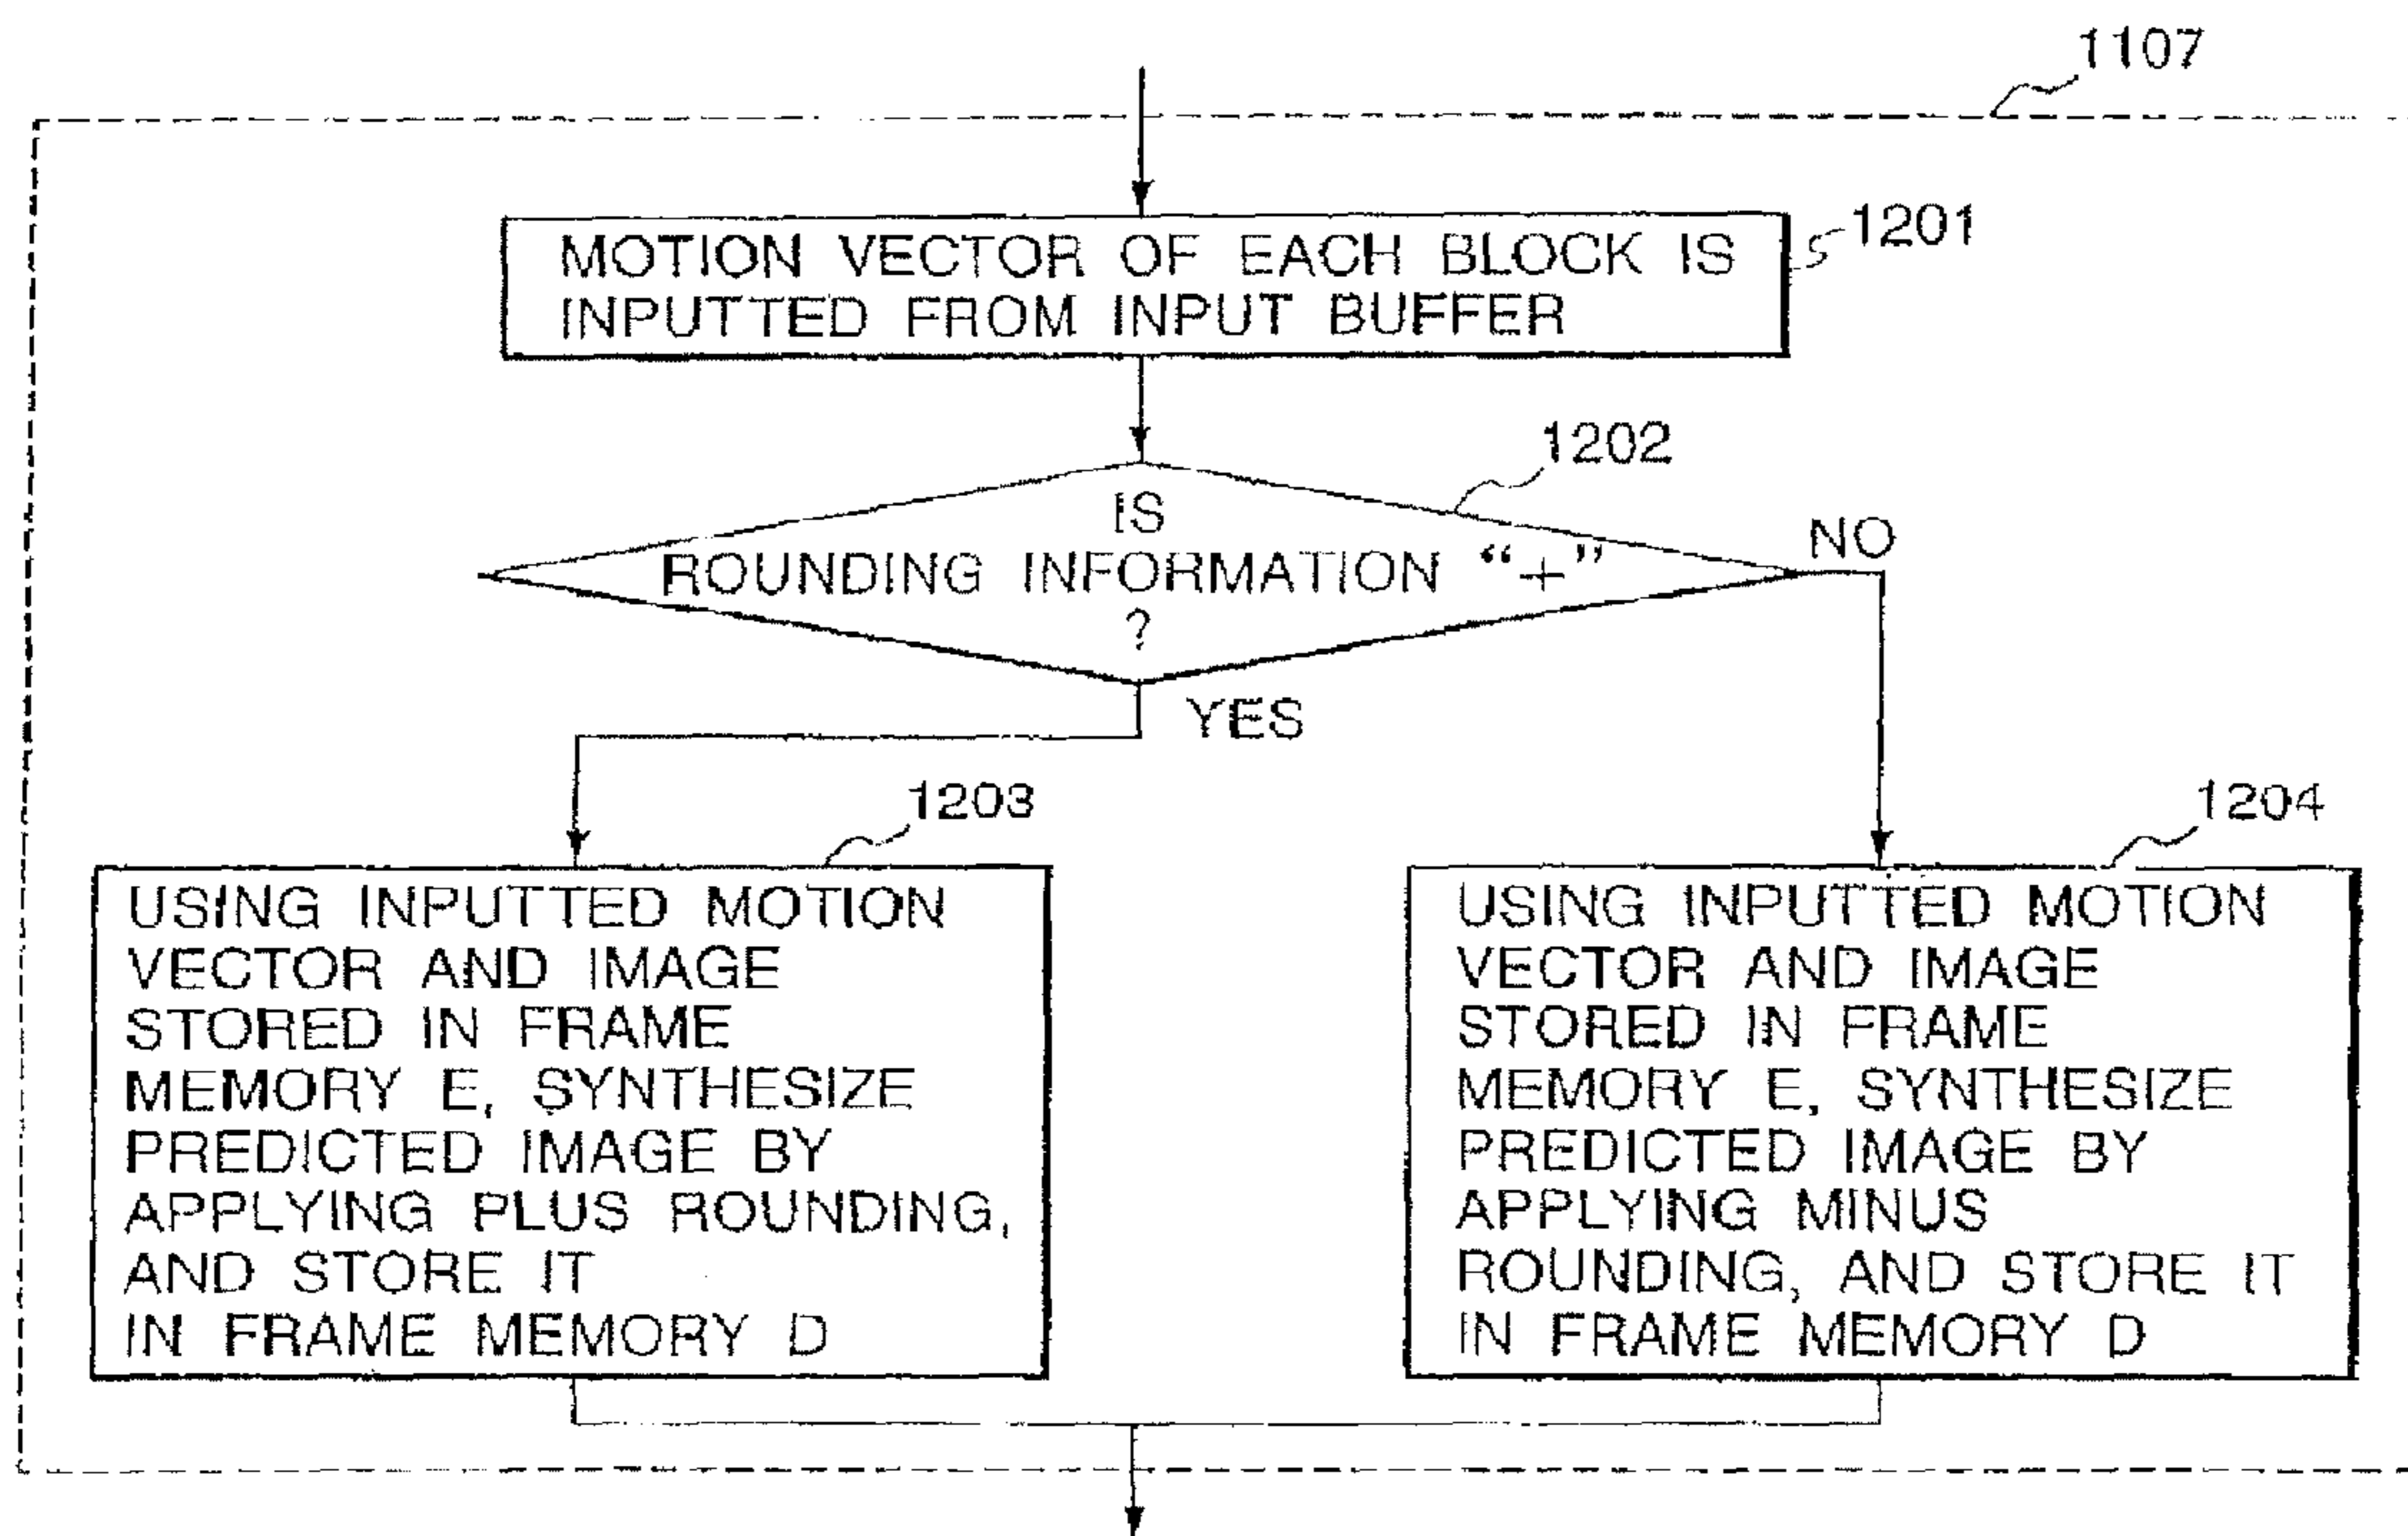 1107
MOTION VECTOR OF EACH BLOCK IS
INPUTTED FROM INPUT BUFFER
1201
1202
IS
ROUNDING INFORMATION “+”
?
NO
YES
1203
USING INPUTTED MOTION
VECTOR AND IMAGE
STORED IN FRAME
MEMORY E, SYNTHESIZE
PREDICTED IMAGE BY
APPLYING PLUS ROUNDING,
AND STORE IT
IN FRAME MEMORY D
1204
USING INPUTTED MOTION
VECTOR AND IMAGE
STORED IN FRAME
MEMORY E, SYNTHESIZE
PREDICTED IMAGE BY
APPLYING MINUS
ROUNDING, AND STORE IT
IN FRAME MEMORY D